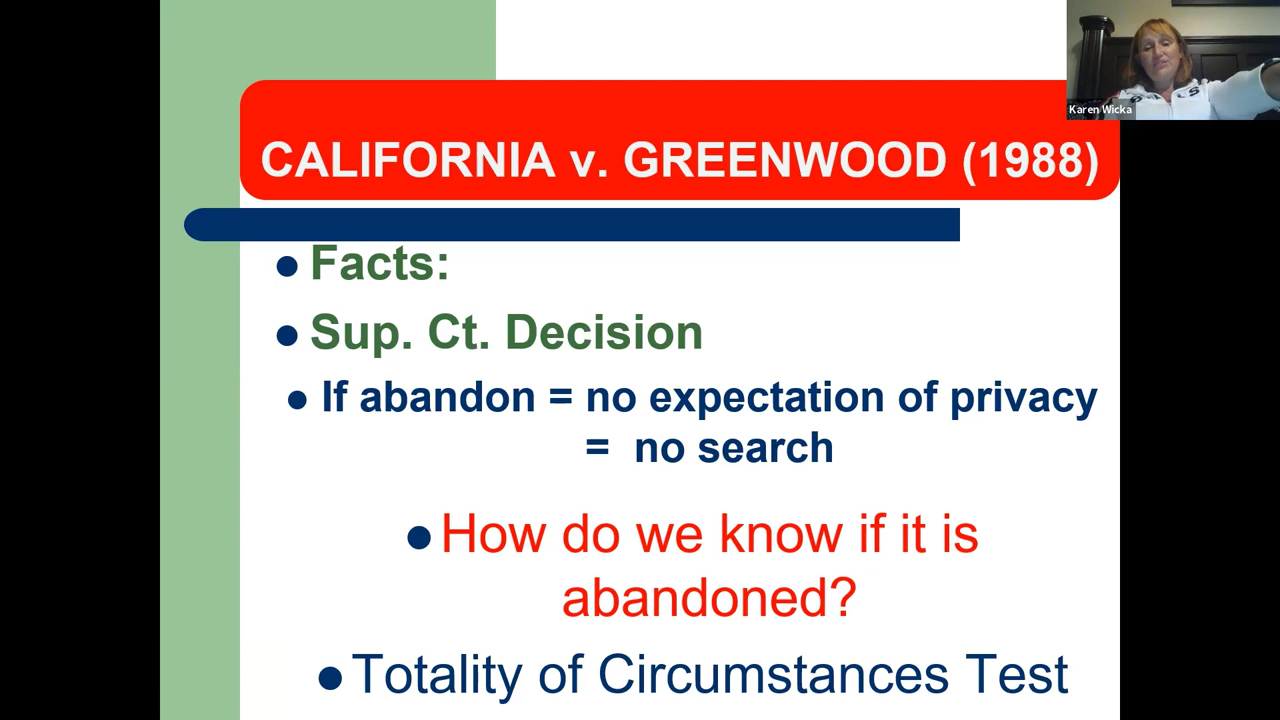 CALIFORNIA v. GREENWOOD (1988)
Karen Wicka
Facts:
Sup. Ct. Decision
If abandon = no expectation of privacy
= no search
How do we know if it is
abandoned?
Totality of Circumstances Test